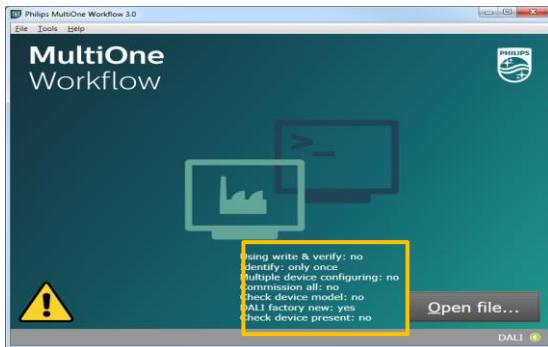 Philips MultiOne Workflow 3.0
File Tools Help
MultiOne
Workflow
PHILIPS
>_
Using write & verify: no
Identify: only once
Multiple device configuring: no
Commission all: no
Check device model: no
DALI factory new: yes
Check device present: no
Open file...
DALI